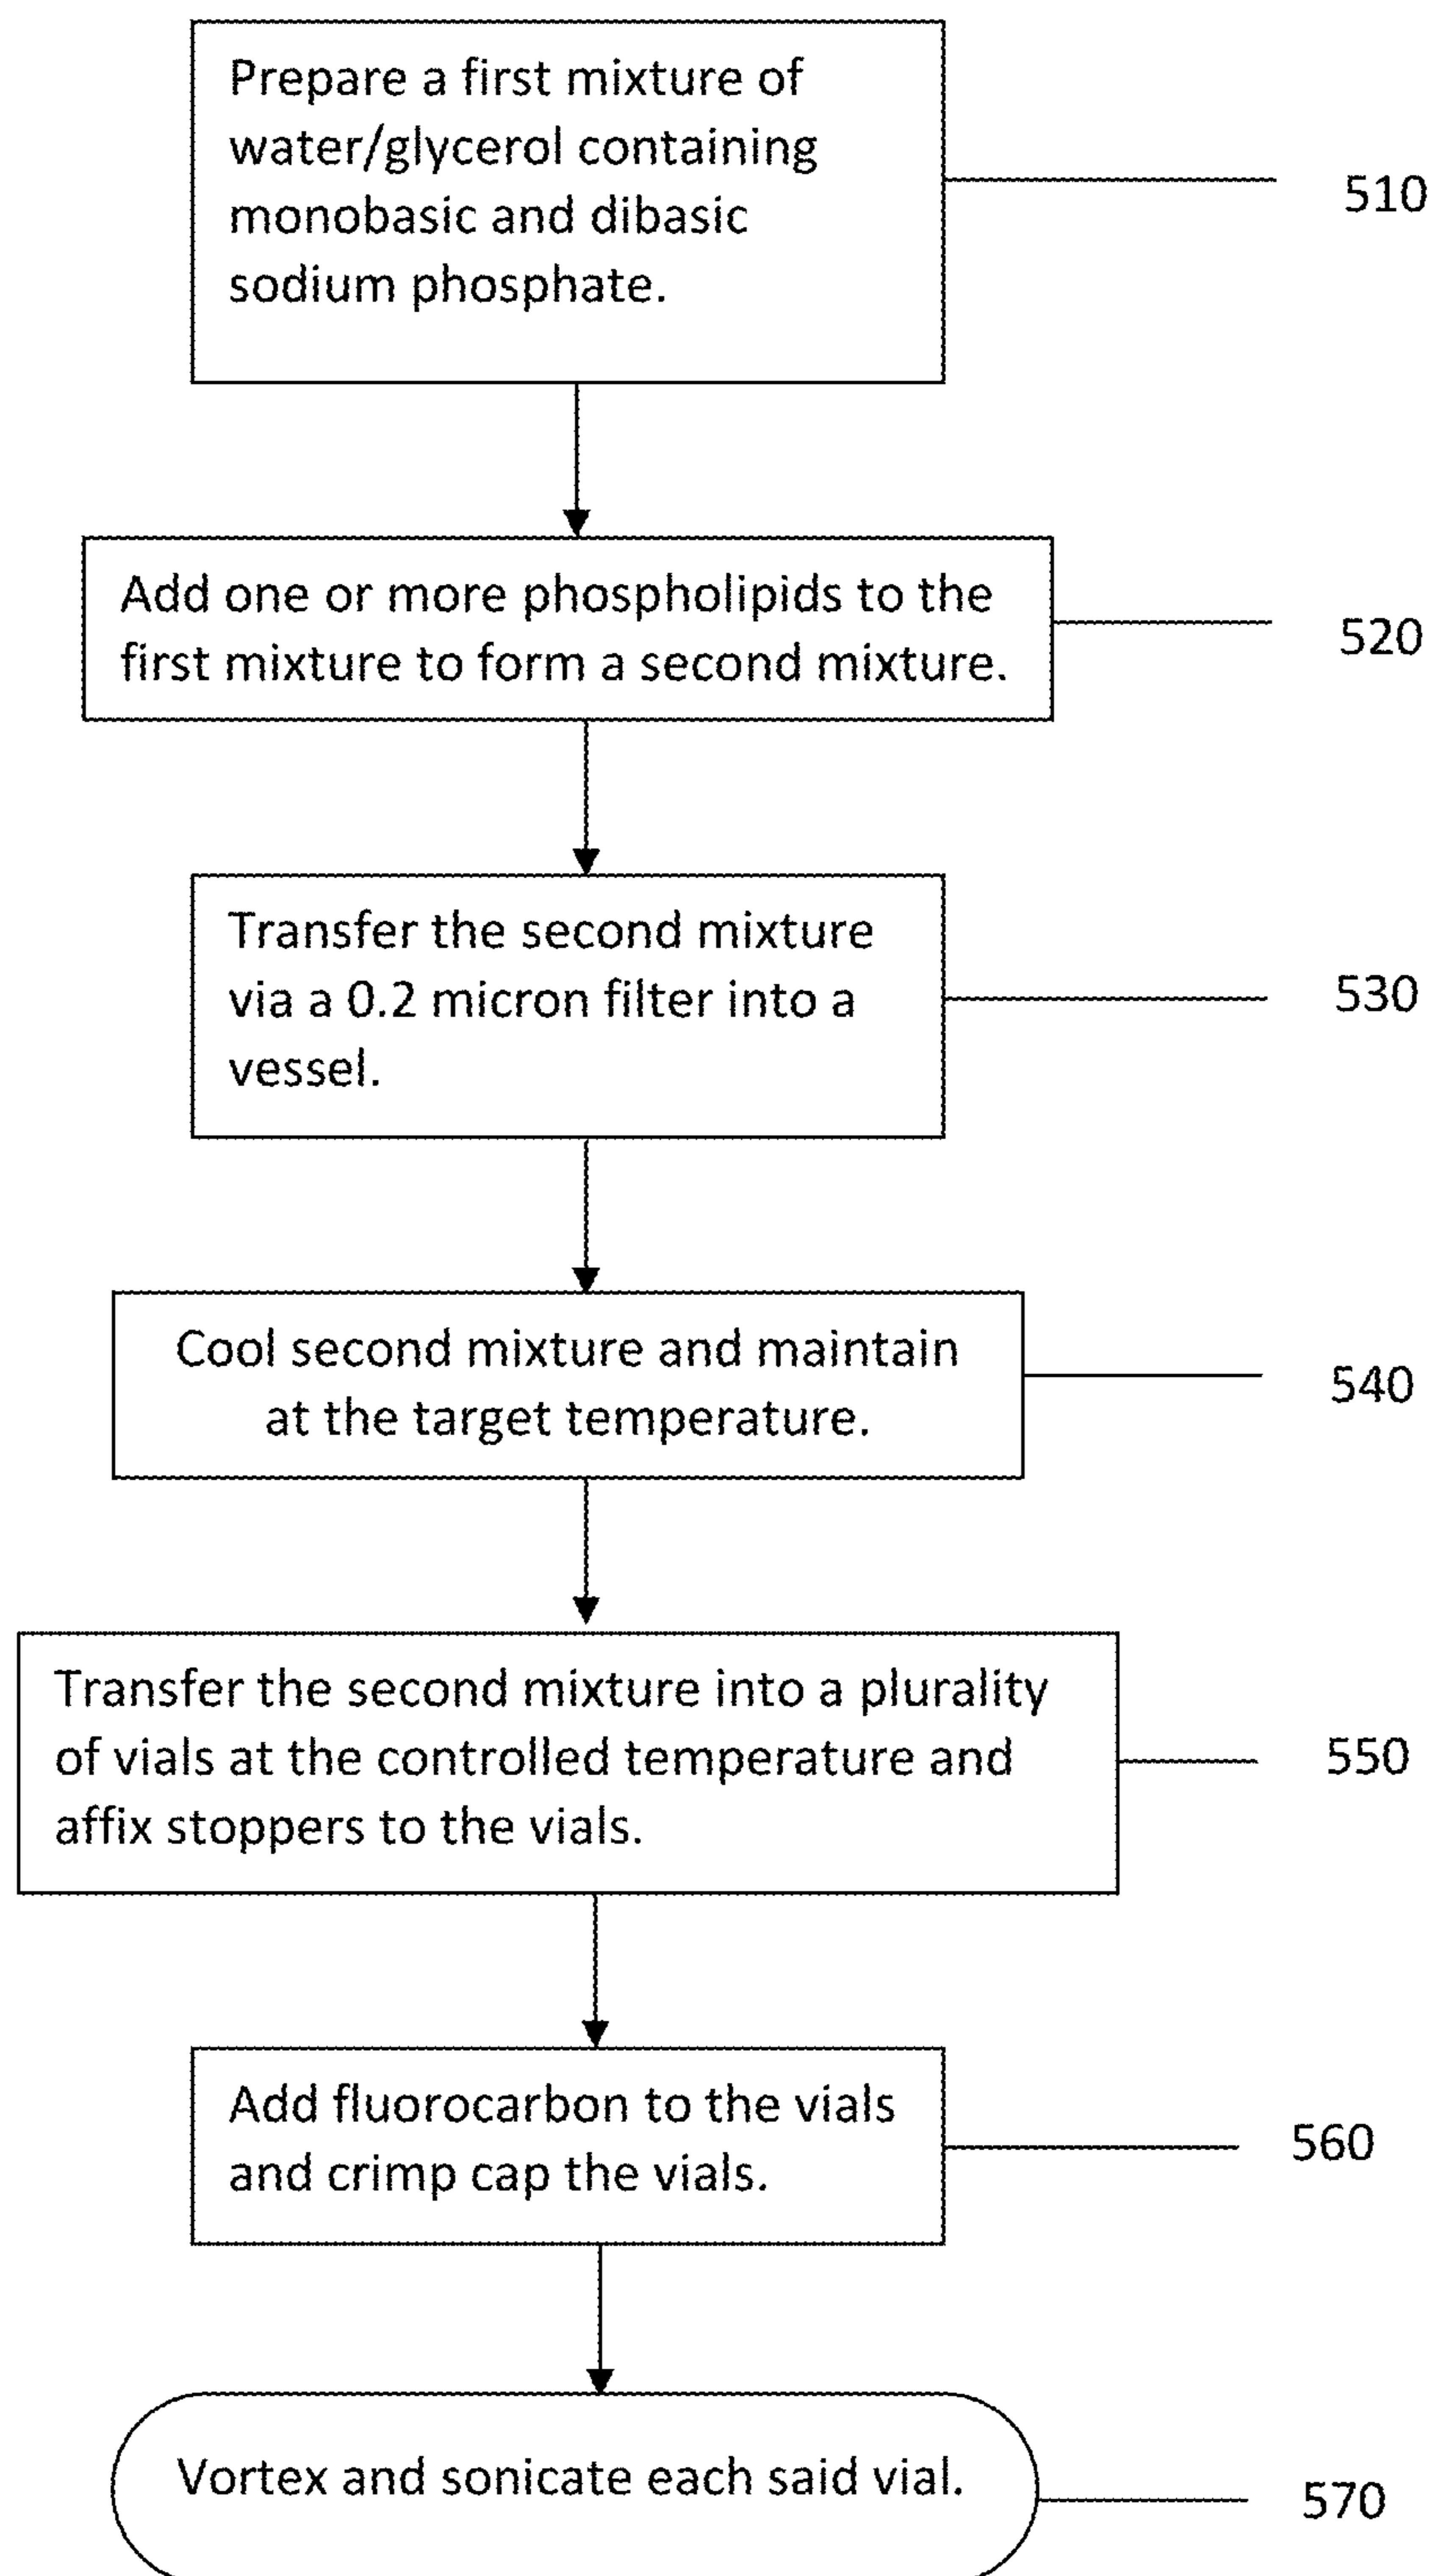 Prepare a first mixture of
water/glycerol containing
monobasic and dibasic
sodium phosphate.
510
Add one or more phospholipids to the
first mixture to form a second mixture.
520
Transfer the second mixture
via a 0.2 micron filter into a
vessel.
530
Cool second mixture and maintain
at the target temperature.
540
Transfer the second mixture into a plurality
of vials at the controlled temperature and
affix stoppers to the vials.
550
Add fluorocarbon to the vials
and crimp cap the vials.
560
Vortex and sonicate each said vial.
570